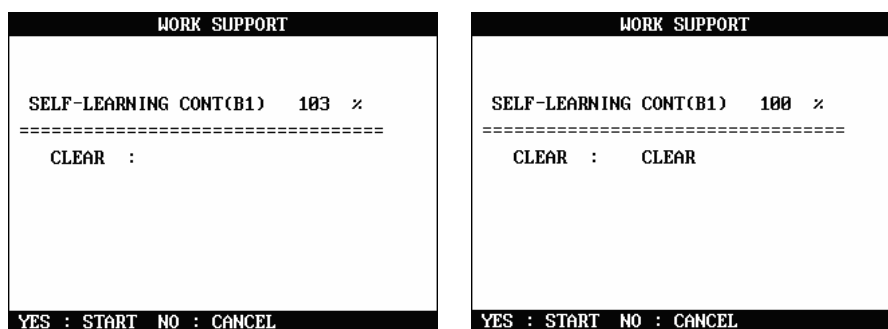 WORK SUPPORT
SELF-LEARNING CONT(B1) 103 %
====================================
CLEAR :
YES : START NO : CANCEL
WORK SUPPORT
SELF-LEARNING CONT(B1) 100 %
====================================
CLEAR : CLEAR
YES : START NO : CANCEL